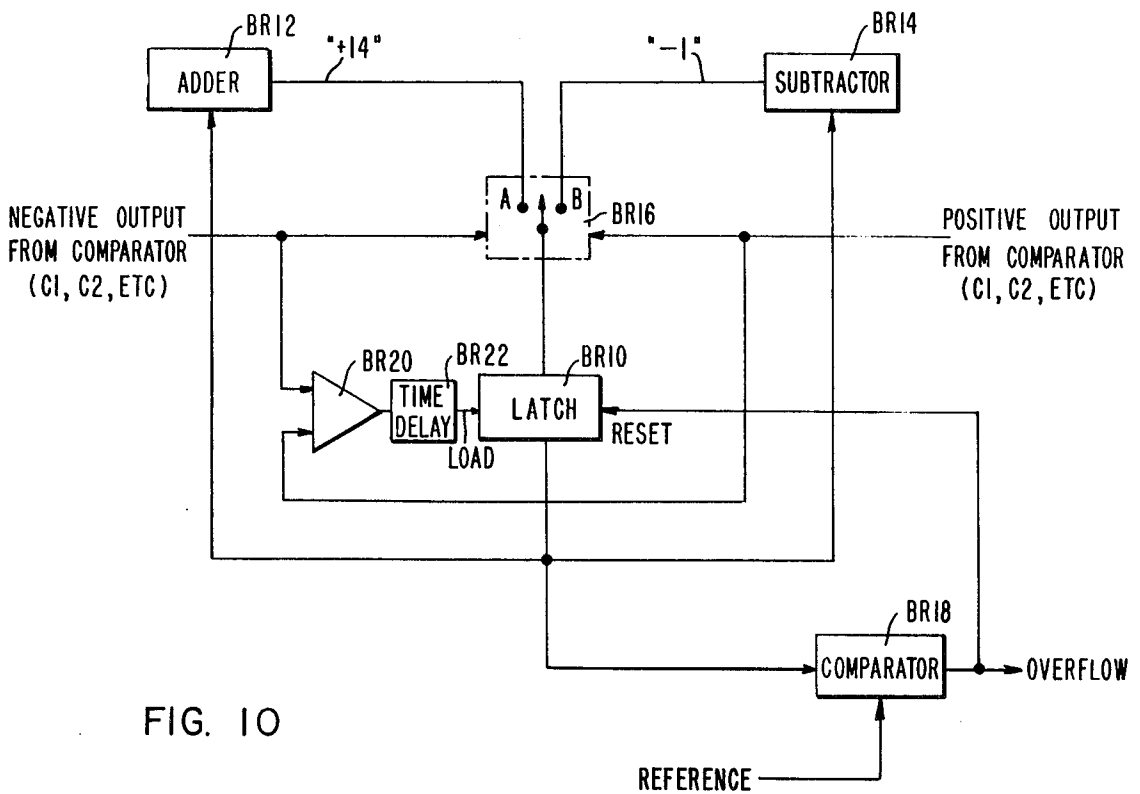 BR12
"+14"
"-1"
BR14
ADDER
SUBTRACTOR
A
B
BR16
NEGATIVE OUTPUT
FROM COMPARATOR
(C1, C2, ETC)
POSITIVE OUTPUT
FROM COMPARATOR
(C1, C2, ETC)
BR20
BR22
BR10
TIME
DELAY
LATCH
LOAD
RESET
BR18
COMPARATOR
OVERFLOW
FIG. 10
REFERENCE